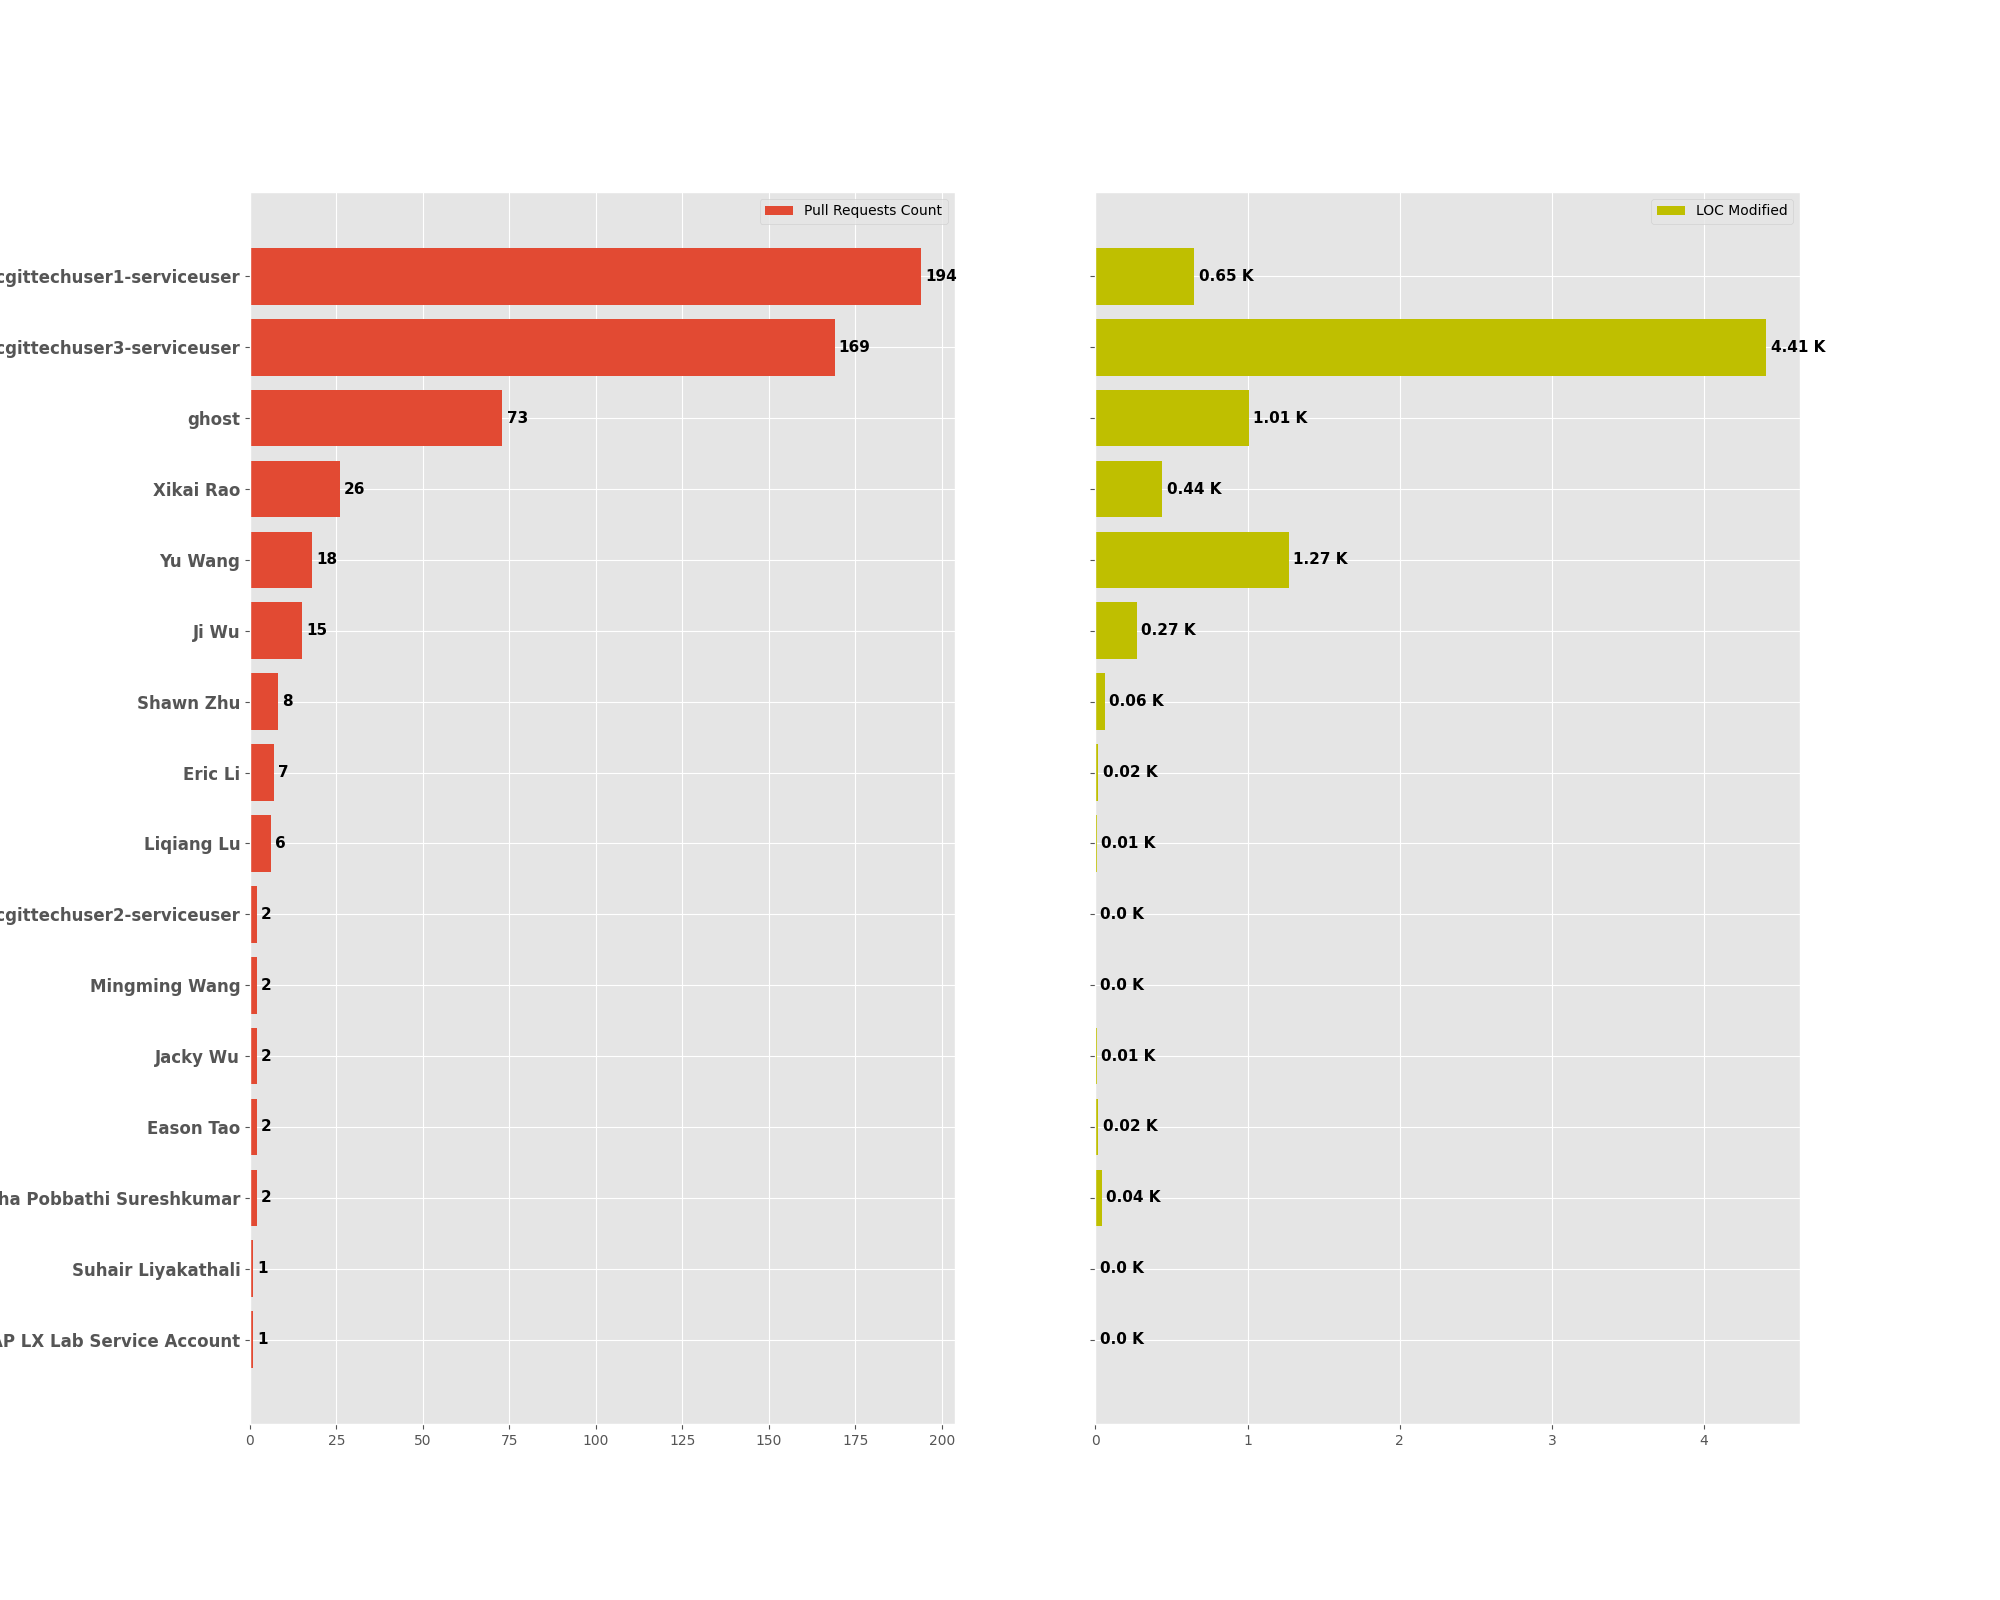 Pull Requests Count
LOC Modified
cgittechuser1-serviceuser 194 0.65 K
cgittechuser3-serviceuser 169 4.41 K
ghost 73 1.01 K
Xikai Rao 26 0.44 K
Yu Wang 18 1.27 K
Ji Wu 15 0.27 K
Shawn Zhu 8 0.06 K
Eric Li 7 0.02 K
Liqiang Lu 6 0.01 K
cgittechuser2-serviceuser 2 0.0 K
Mingming Wang 2 0.0 K
Jacky Wu 2 0.01 K
Eason Tao 2 0.02 K
ha Pobbathi Sureshkumar 2 0.04 K
Suhair Liyakathali 1 0.0 K
AP LX Lab Service Account 1 0.0 K
0 25 50 75 100 125 150 175 200
0 1 2 3 4